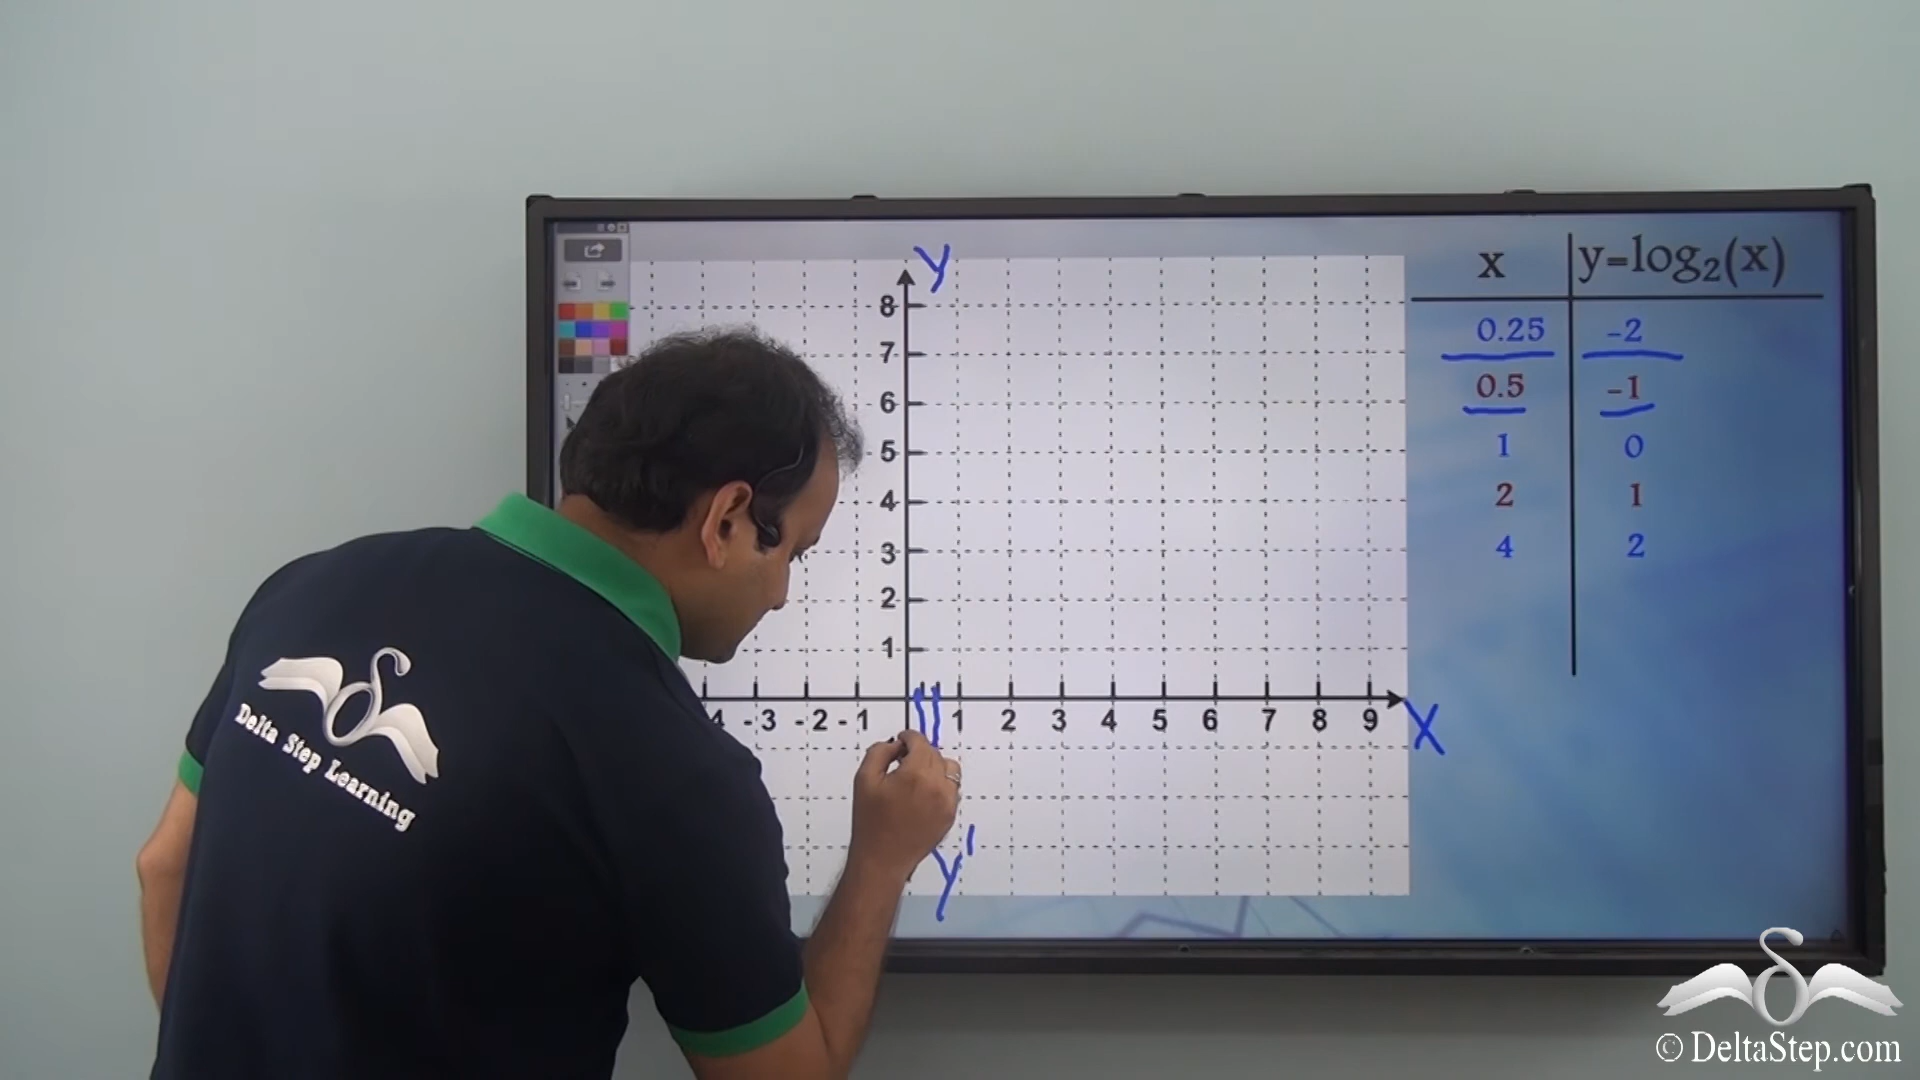 x y=log₂(x)
0.25 -2
0.5 -1
1 0
2 1
4 2
Y
8
7
6
5
4
3
2
1
4 -3 -2 -1 1 2 3 4 5 6 7 8 9 X
Y'
Delta Step Learning
© DeltaStep.com